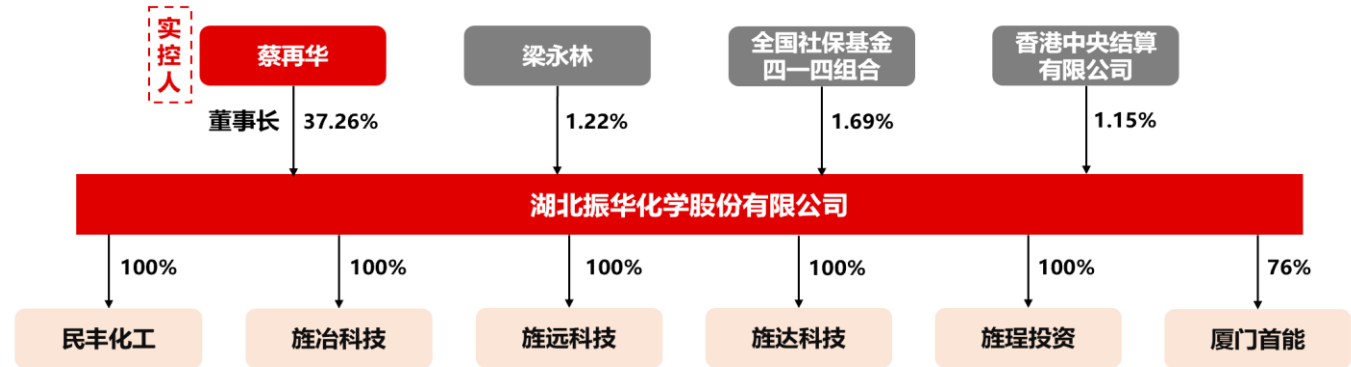 实
控
人
蔡再华
梁永林
全国社保基金
四一四组合
香港中央结算
有限公司
董事长
37.26%
1.22%
1.69%
1.15%
湖北振华化学股份有限公司
100%
100%
100%
100%
100%
76%
民丰化工
旌冶科技
旌远科技
旌达科技
旌珵投资
厦门首能